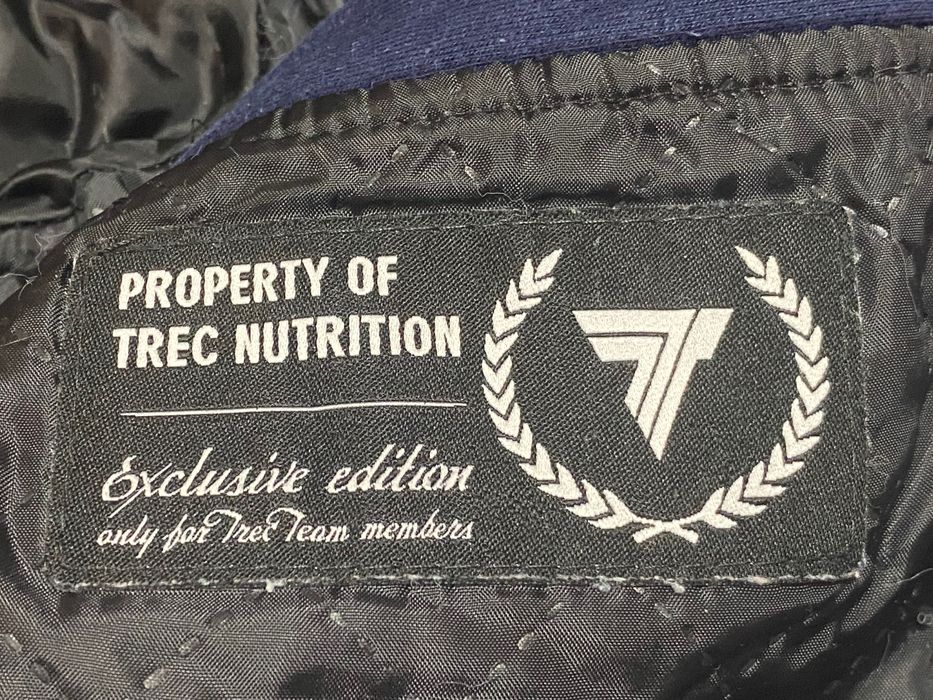 PROPERTY OF
TREC NUTRITION
Exclusive edition
only for Trec Team members